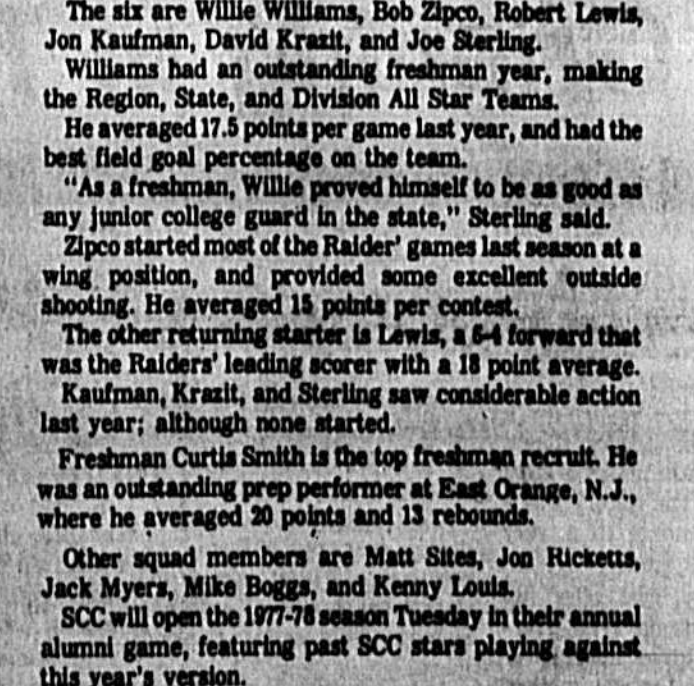 The six are Willie Williams, Bob Zipco, Robert Lewis,
Jon Kaufman, David Krazit, and Joe Sterling.
Williams had an outstanding freshman year, making
the Region, State, and Division All Star Teams.
He averaged 17.5 points per game last year, and had the
best field goal percentage on the team.
"As a freshman, Willie proved himself to be as good as
any junior college guard in the state," Sterling said.
Zipco started most of the Raider' games last season at a
wing position, and provided some excellent outside
shooting. He averaged 15 points per contest.
The other returning starter is Lewis, a 6-4 forward that
was the Raiders' leading scorer with a 18 point average.
Kaufman, Krazit, and Sterling saw considerable action
last year; although none started.
Freshman Curtis Smith is the top freshman recruit. He
was an outstanding prep performer at East Orange, N.J.,
where he averaged 20 points and 13 rebounds.
Other squad members are Matt Sites, Jon Ricketts,
Jack Myers, Mike Boggs, and Kenny Louis.
SCC will open the 1977-78 season Tuesday in their annual
alumni game, featuring past SCC stars playing against
this year's version.